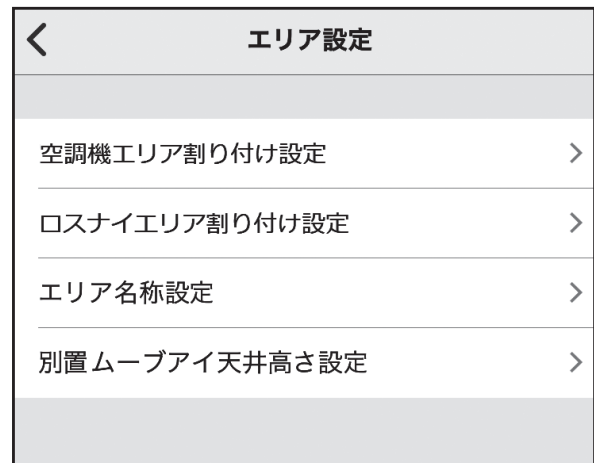 エリア設定
空調機エリア割り付け設定
ロスナイエリア割り付け設定
エリア名称設定
別置ムーブアイ天井高さ設定